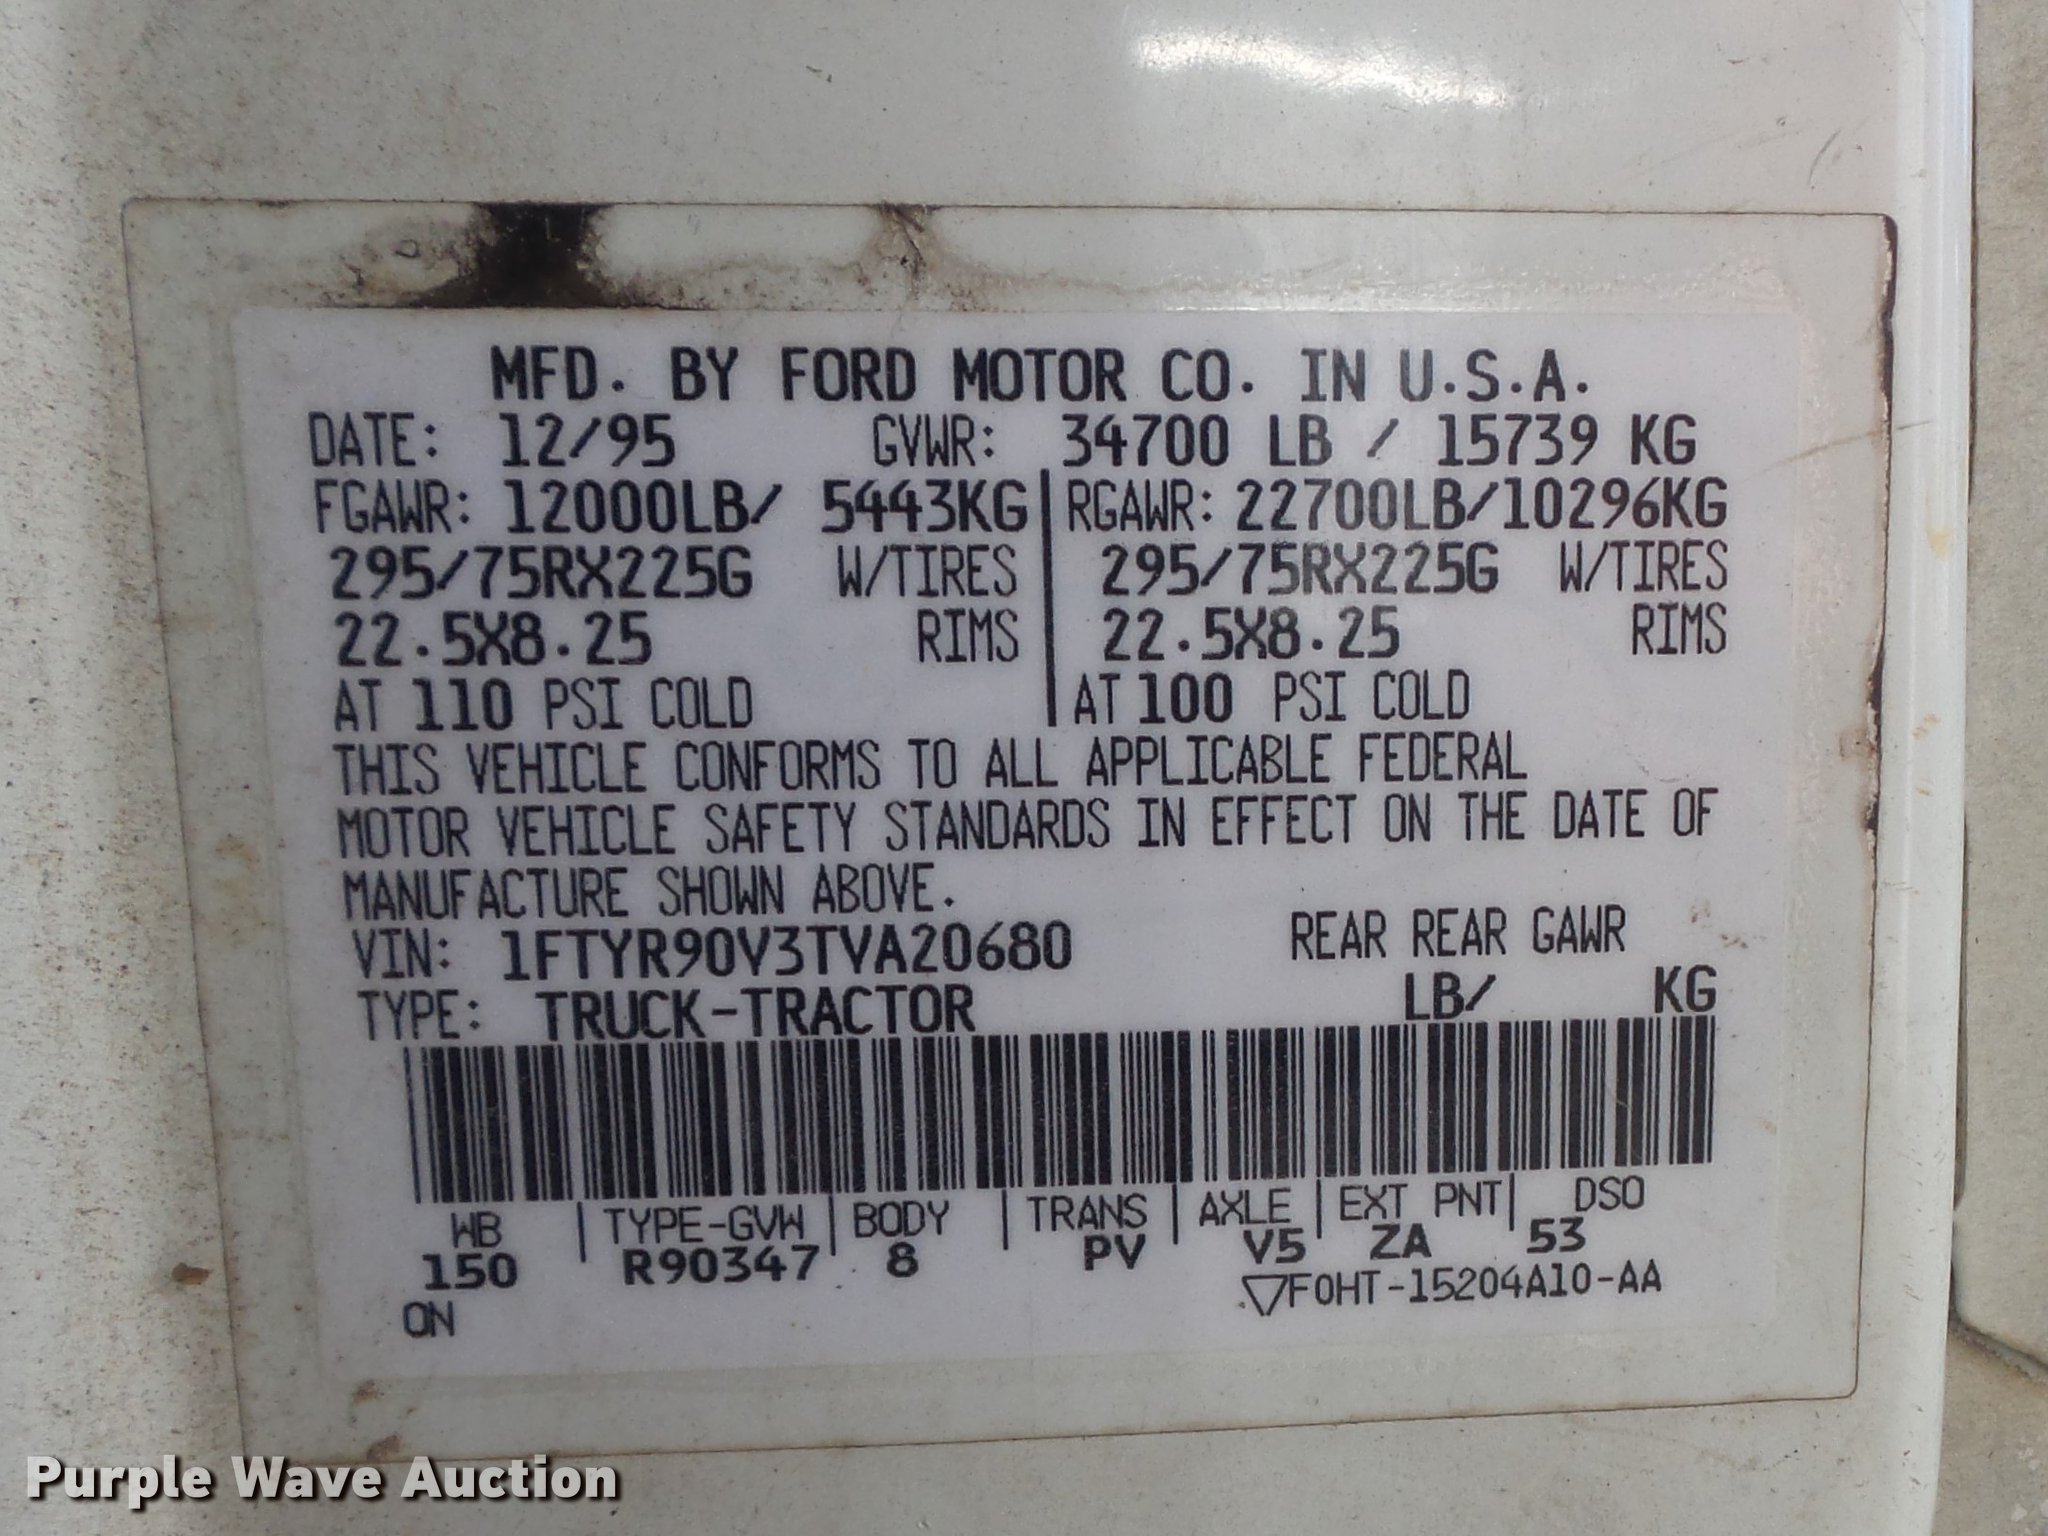 MFD. BY FORD MOTOR CO. IN U.S.A.
DATE: 12/95 GVWR: 34700 LB / 15739 KG
FGAWR: 12000LB/ 5443KG RGAWR: 22700LB/10296KG
295/75RX225G W/TIRES 295/75RX225G W/TIRES
22.5X8.25 RIMS 22.5X8.25 RIMS
AT 110 PSI COLD AT 100 PSI COLD
THIS VEHICLE CONFORMS TO ALL APPLICABLE FEDERAL
MOTOR VEHICLE SAFETY STANDARDS IN EFFECT ON THE DATE OF
MANUFACTURE SHOWN ABOVE.
VIN: 1FTYR90V3TVA20680 REAR REAR GAWR
TYPE: TRUCK-TRACTOR LB/ KG
WB | TYPE-GVW | BODY | TRANS | AXLE | EXT PNT | DSO
150 R90347 8 PV V5 ZA 53
ON ▽F0HT-15204A10-AA
Purple Wave Auction